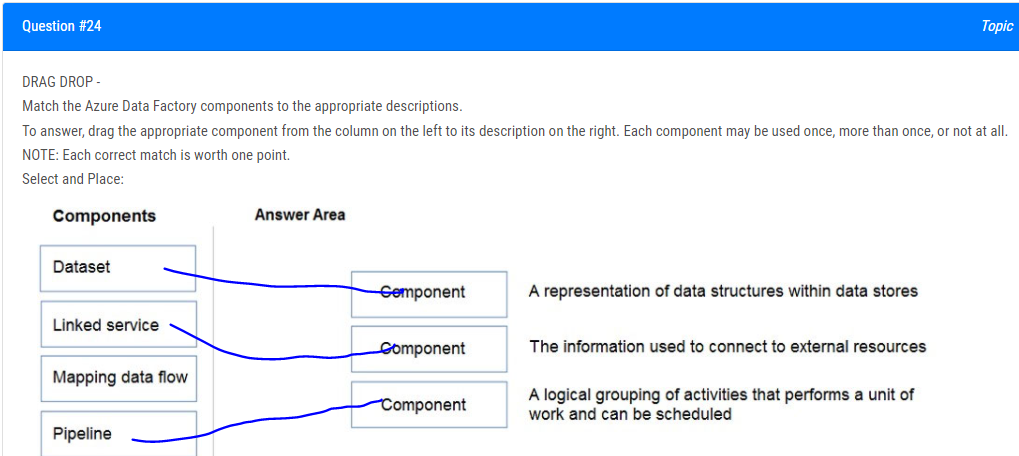 Question #24
Topic
DRAG DROP -
Match the Azure Data Factory components to the appropriate descriptions.
To answer, drag the appropriate component from the column on the left to its description on the right. Each component may be used once, more than once, or not at all.
NOTE: Each correct match is worth one point.
Select and Place:
Components
Answer Area
Dataset
Component
A representation of data structures within data stores
Linked service
Component
The information used to connect to external resources
Mapping data flow
Component
A logical grouping of activities that performs a unit of
work and can be scheduled
Pipeline